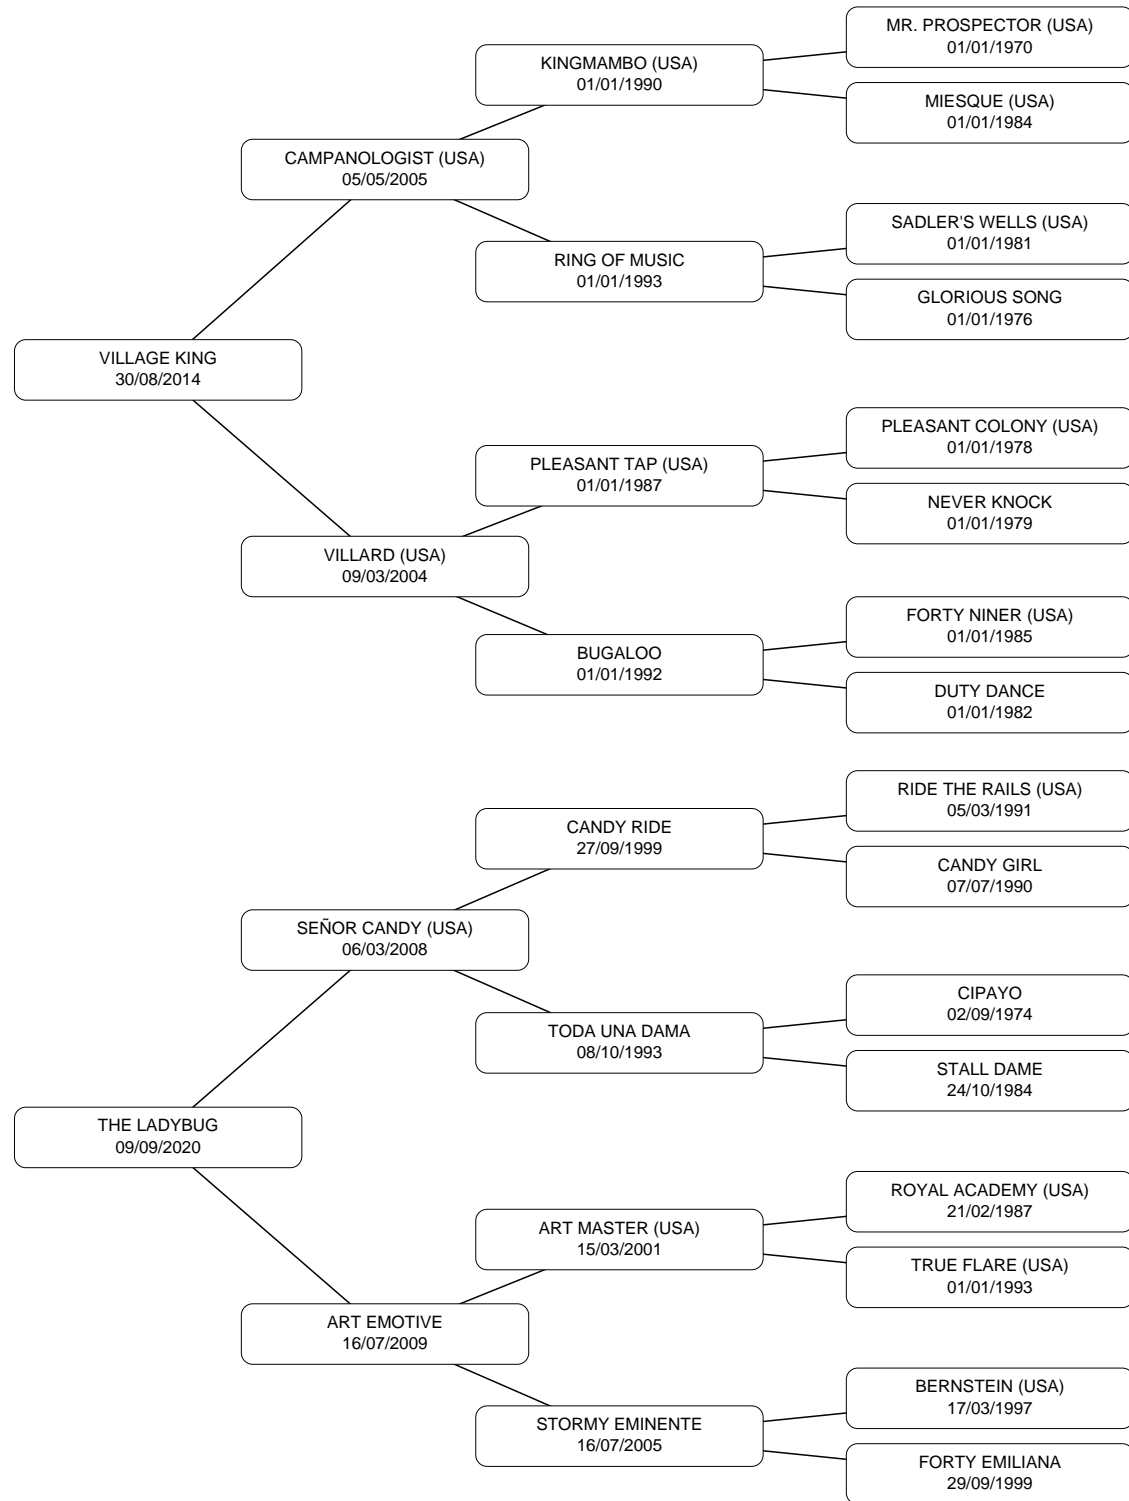 MR. PROSPECTOR (USA)
01/01/1970
KINGMAMBO (USA)
01/01/1990
MIESQUE (USA)
01/01/1984
CAMPANOLOGIST (USA)
05/05/2005
SADLER'S WELLS (USA)
01/01/1981
RING OF MUSIC
01/01/1993
GLORIOUS SONG
01/01/1976
VILLAGE KING
30/08/2014
PLEASANT COLONY (USA)
01/01/1978
PLEASANT TAP (USA)
01/01/1987
NEVER KNOCK
01/01/1979
VILLARD (USA)
09/03/2004
FORTY NINER (USA)
01/01/1985
BUGALOO
01/01/1992
DUTY DANCE
01/01/1982
RIDE THE RAILS (USA)
05/03/1991
CANDY RIDE
27/09/1999
CANDY GIRL
07/07/1990
SEÑOR CANDY (USA)
06/03/2008
CIPAYO
02/09/1974
TODA UNA DAMA
08/10/1993
STALL DAME
24/10/1984
THE LADYBUG
09/09/2020
ROYAL ACADEMY (USA)
21/02/1987
ART MASTER (USA)
15/03/2001
TRUE FLARE (USA)
01/01/1993
ART EMOTIVE
16/07/2009
BERNSTEIN (USA)
17/03/1997
STORMY EMINENTE
16/07/2005
FORTY EMILIANA
29/09/1999